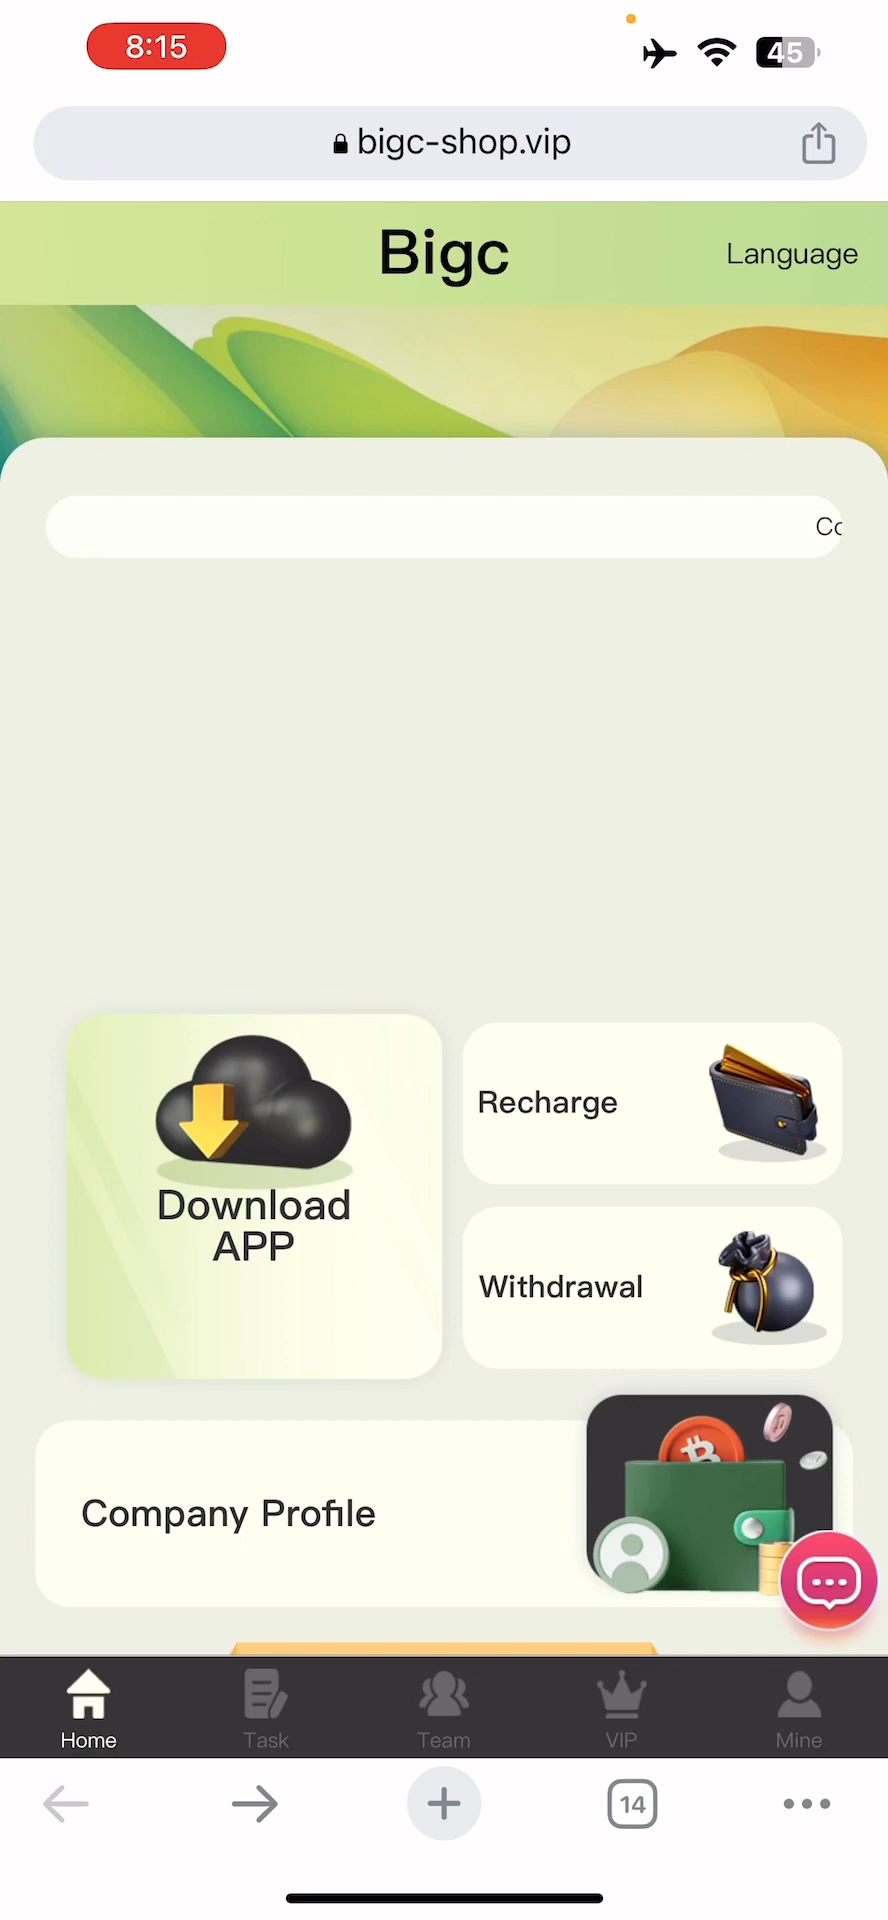 8:15
45
bigc-shop.vip
Bigc
Language
Download
APP
Recharge
Withdrawal
Company Profile
Home
Task
Team
VIP
Mine
14